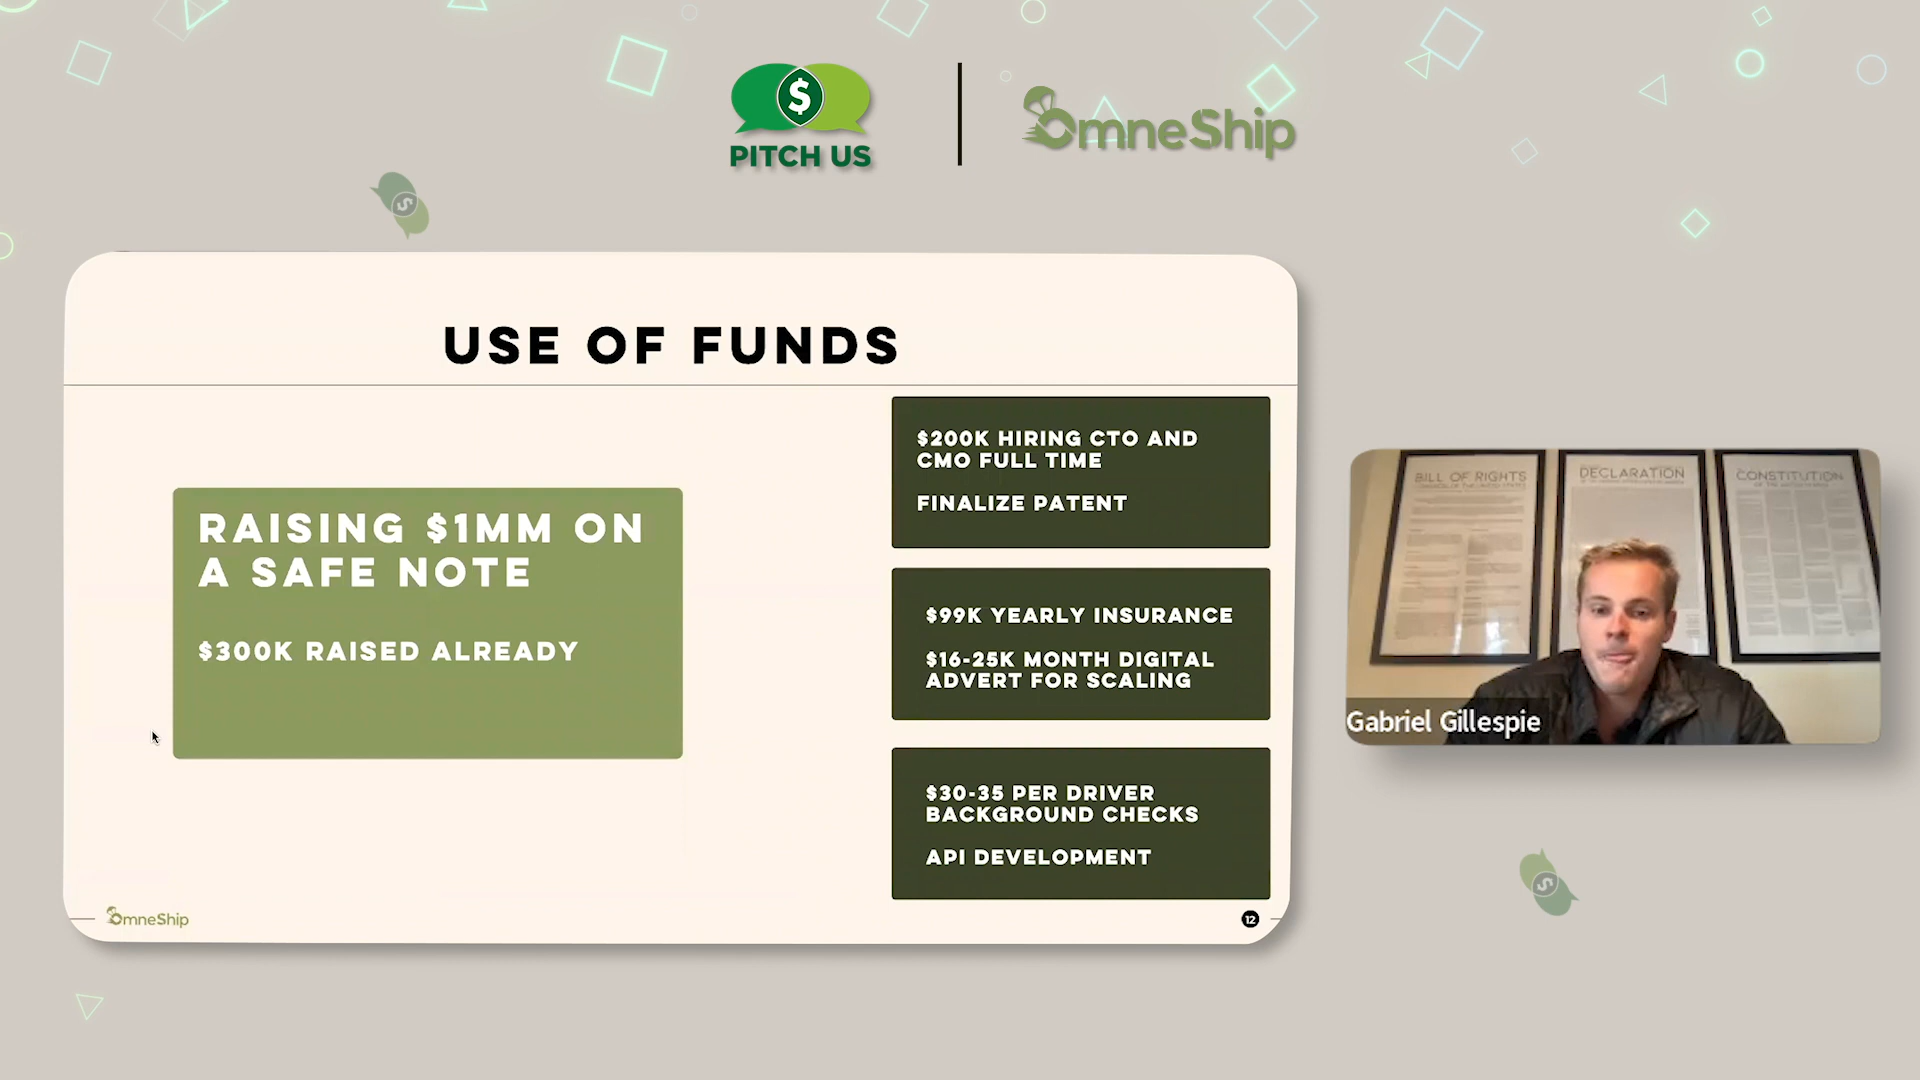 $
PITCH US
OmneShip
USE OF FUNDS
RAISING $1MM ON
A SAFE NOTE
$300K RAISED ALREADY
$200K HIRING CTO AND
CMO FULL TIME
FINALIZE PATENT
$99K YEARLY INSURANCE
$16-25K MONTH DIGITAL
ADVERT FOR SCALING
$30-35 PER DRIVER
BACKGROUND CHECKS
API DEVELOPMENT
OmneShip
12
BILL OF RIGHTS
DECLARATION
CONSTITUTION
Gabriel Gillespie
$
$